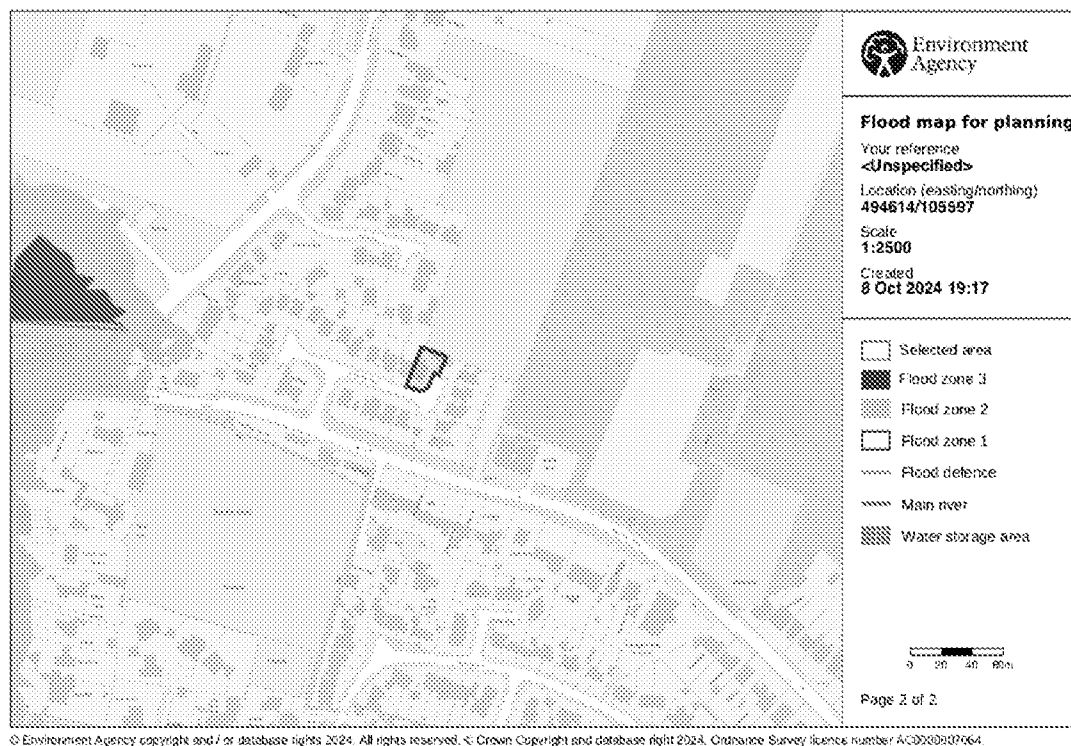 Environment
Agency
Flood map for planning
Your reference
<Unspecified>
Location (easting/northing)
494614/105597
Scale
1:2500
Created
8 Oct 2024 19:17
Selected area
Flood zone 3
Flood zone 2
Flood zone 1
Flood defence
Main river
Water storage area
0 20 40 60m
Page 2 of 2
© Environment Agency copyright and / or database rights 2024. All rights reserved. © Crown Copyright and database right 2024. Ordnance Survey licence number AC0000807064.